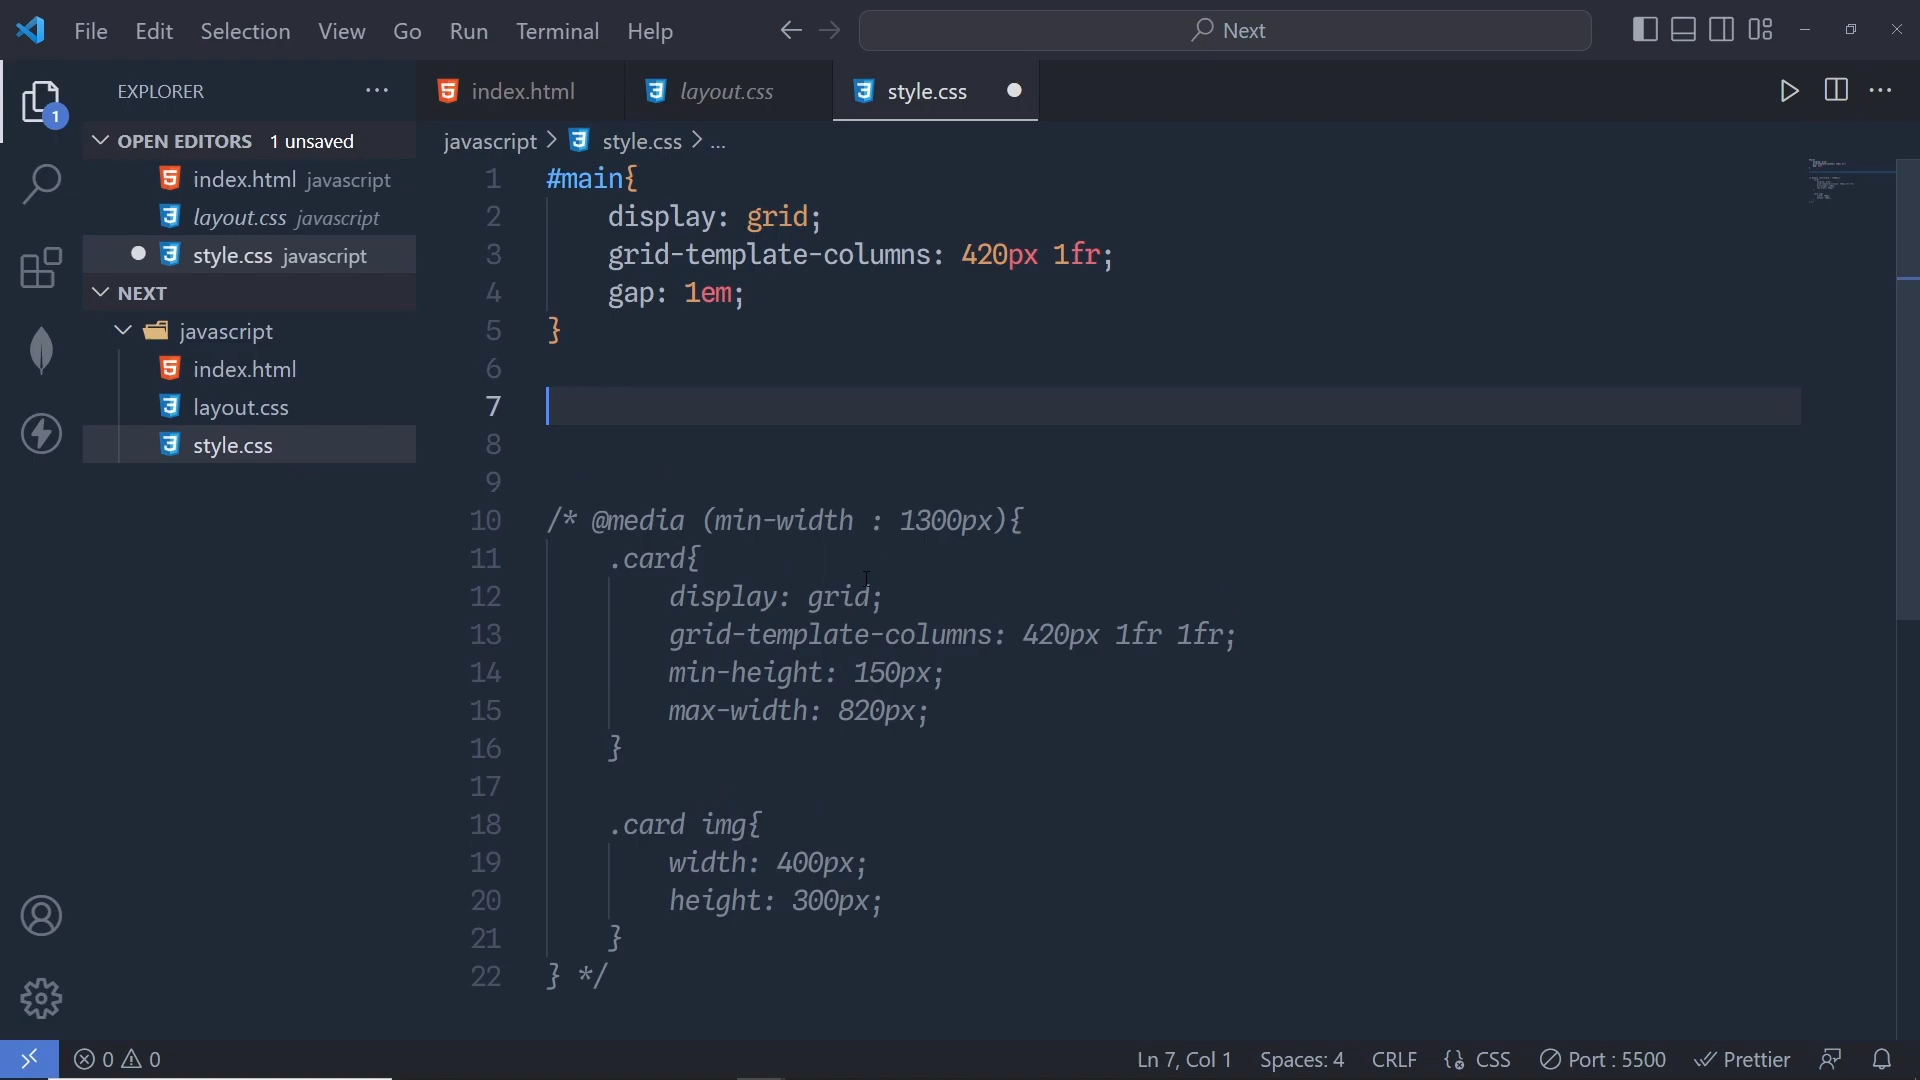 File Edit Selection View Go Run Terminal Help Next
EXPLORER
index.html
layout.css
style.css
1
OPEN EDITORS 1 unsaved
index.html javascript
layout.css javascript
style.css javascript
NEXT
javascript
index.html
layout.css
style.css
javascript > style.css > ...
1 #main{
2 display: grid;
3 grid-template-columns: 420px 1fr;
4 gap: 1em;
5 }
6
7
8
9
10 /* @media (min-width : 1300px){
11 .card{
12 display: grid;
13 grid-template-columns: 420px 1fr 1fr;
14 min-height: 150px;
15 max-width: 820px;
16 }
17
18 .card img{
19 width: 400px;
20 height: 300px;
21 }
22 } */
0 0 Ln 7, Col 1 Spaces: 4 CRLF {} CSS Port : 5500 Prettier